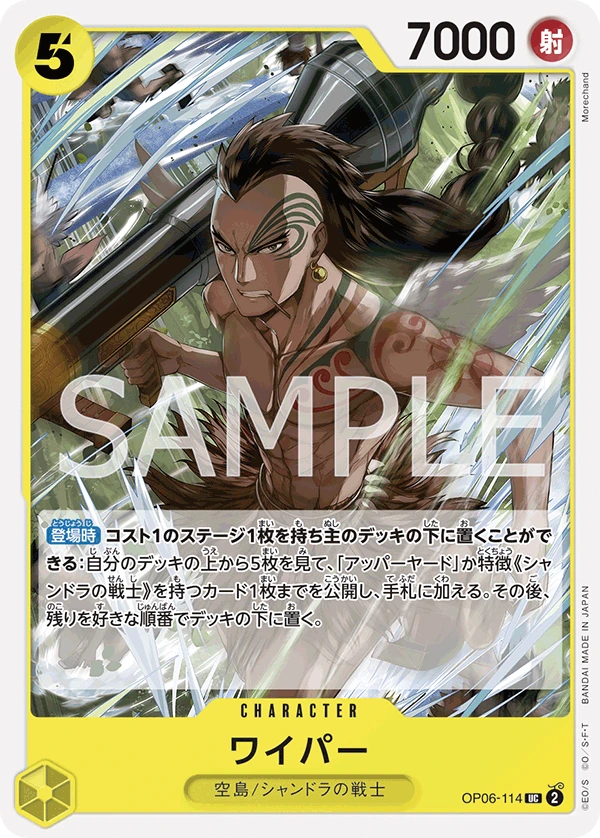 5
7000
射
Morechand
SAMPLE
登場時 コスト1のステージ1枚を持ち主のデッキの下に置くことがで
きる:自分のデッキの上から5枚を見て、「アッパーヤード」か特徴《シャ
ンドラの戦士》を持つカード1枚までを公開し、手札に加える。その後、
残りを好きな順番でデッキの下に置く。
CHARACTER
ワイパー
空島/シャンドラの戦士
OP06-114 UC 2
©E.O/S ©O/S・F・T BANDAI MADE IN JAPAN